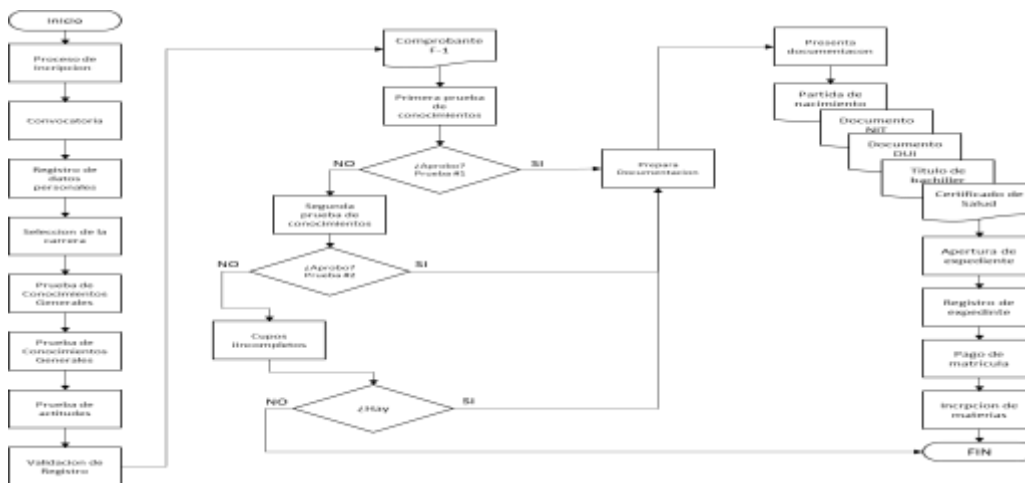 Inicio
Proceso de
Incripcion
Convocatoria
Registro de
datos
personales
Seleccion de la
carrera
Prueba de
Conocimientos
Generales
Prueba de
Conocimientos
Generales
Prueba de
actitudes
Validacion de
Registro
Comprobante
F-1
Primera prueba
de
conocimientos
¿Aprobo?
Prueba #1
NO
SI
Segunda
prueba de
conocimientos
¿Aprobo?
Prueba #2
NO
SI
Cupos
iincompletos
¿Hay
NO
SI
Prepara
Documentacion
Presenta
documentacon
Partida de
nacimiento
Documento
NIT
Documento
DUI
Titulo de
bachiller
Certificado de
Salud
Apertura de
expediente
Registro de
expedinte
Pago de
matricula
Incrpcion de
materias
FIN